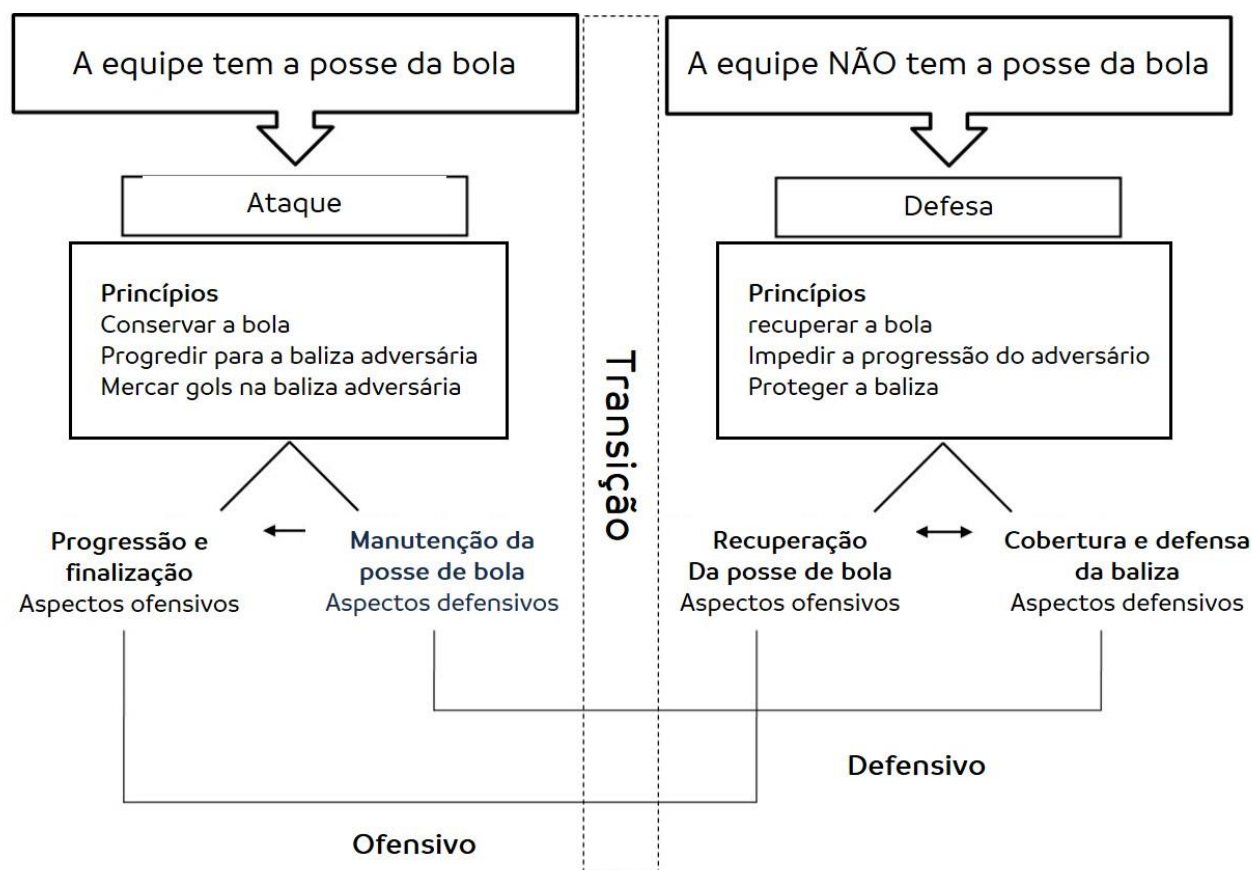 A equipe tem a posse da bola
Ataque
Princípios
Conservar a bola
Progredir para a baliza adversária
Mercar gols na baliza adversária
Progressão e
finalização
Aspectos ofensivos
Manutenção da
posse de bola
Aspectos defensivos
Transição
A equipe NÃO tem a posse da bola
Defesa
Princípios
recuperar a bola
Impedir a progressão do adversário
Proteger a baliza
Recuperação
Da posse de bola
Aspectos ofensivos
Cobertura e defensa
da baliza
Aspectos defensivos
Defensivo
Ofensivo